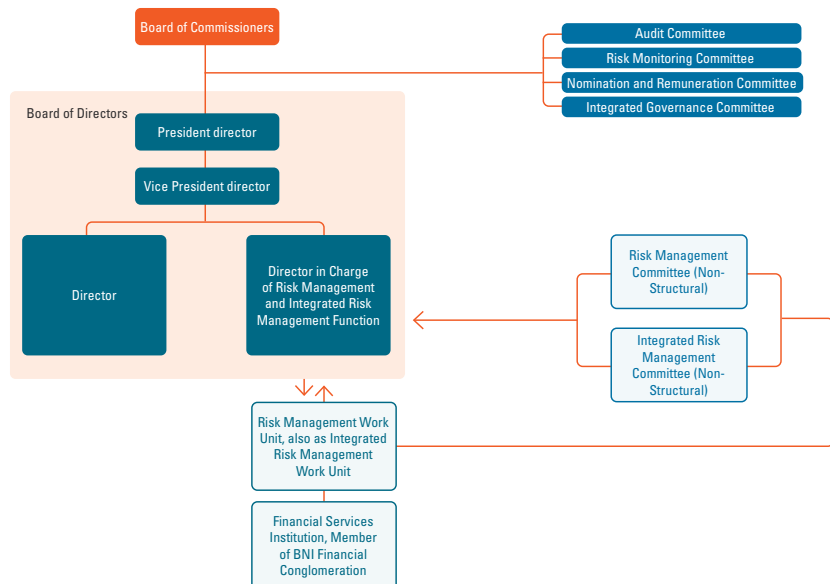 Board of Commissioners
Audit Committee
Risk Monitoring Committee
Nomination and Remuneration Committee
Integrated Governance Committee
Board of Directors
President director
Vice President director
Director
Director in Charge
of Risk Management
and Integrated Risk
Management Function
Risk Management
Committee (Non-
Structural)
Integrated Risk
Management
Committee (Non-
Structural)
Risk Management Work
Unit, also as Integrated
Risk Management
Work Unit
Financial Services
Institution, Member
of BNI Financial
Conglomeration